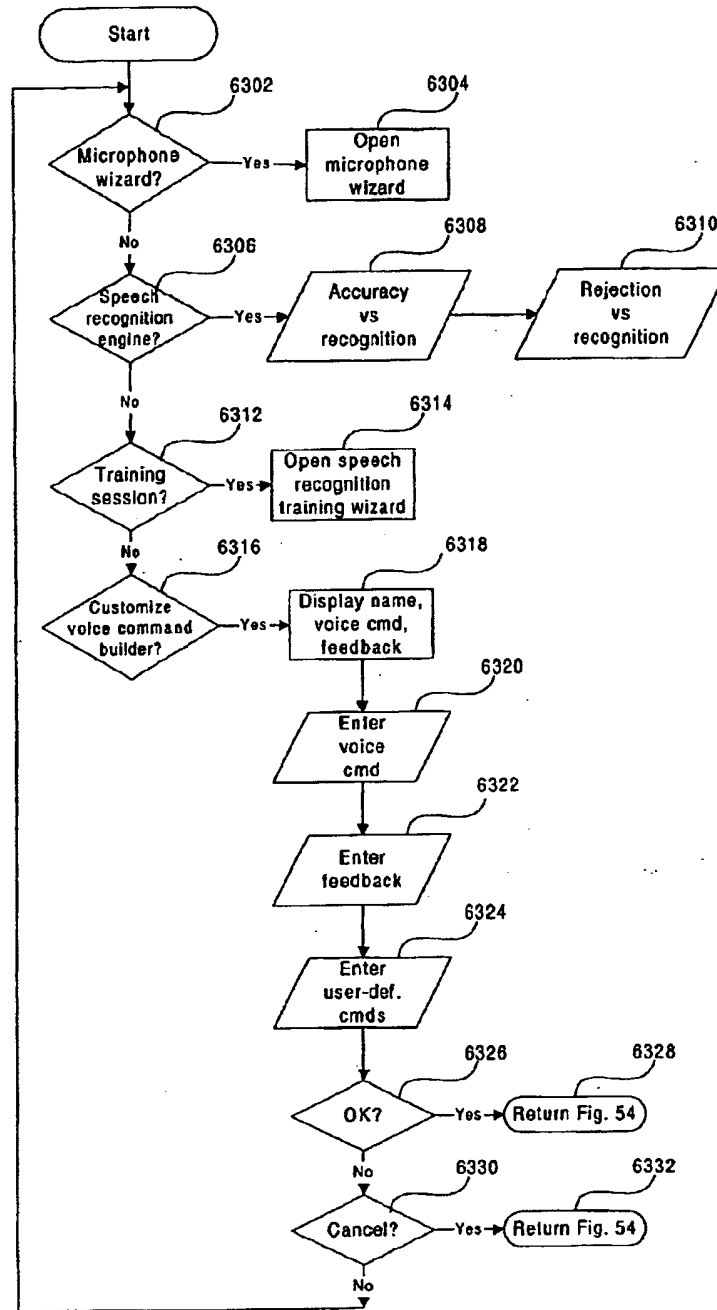 Start
6302
6304
Microphone
wizard?
Yes
Open
microphone
wizard
No
6306
6308
6310
Speech
recognition
engine?
Yes
Accuracy
vs
recognition
Rejection
vs
recognition
No
6312
6314
Training
session?
Yes
Open speech
recognition
training wizard
No
6316
6318
Customize
voice command
builder?
Yes
Display name,
voice cmd,
feedback
6320
Enter
voice
cmd
6322
Enter
feedback
6324
Enter
user-def.
cmds
6326
6328
OK?
Yes
Return Fig. 54
No
6330
6332
Cancel?
Yes
Return Fig. 54
No